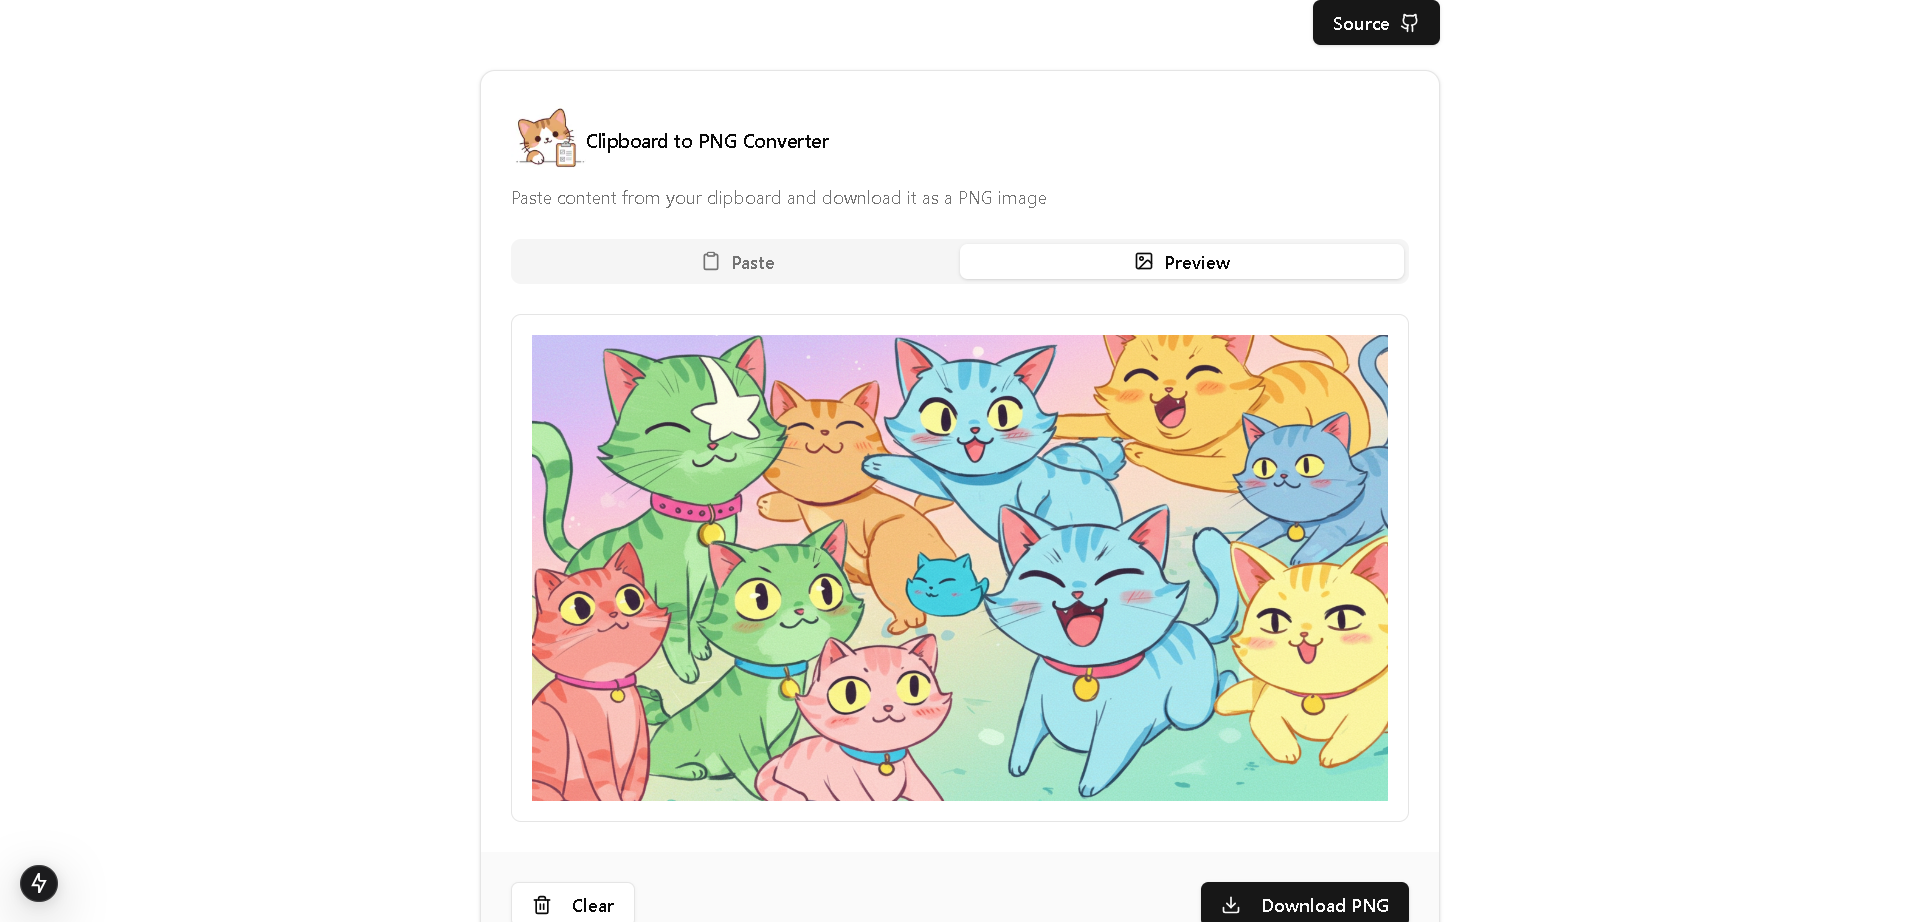 Source
Clipboard to PNG Converter
Paste content from your clipboard and download it as a PNG image
Paste
Preview
Clear
Download PNG